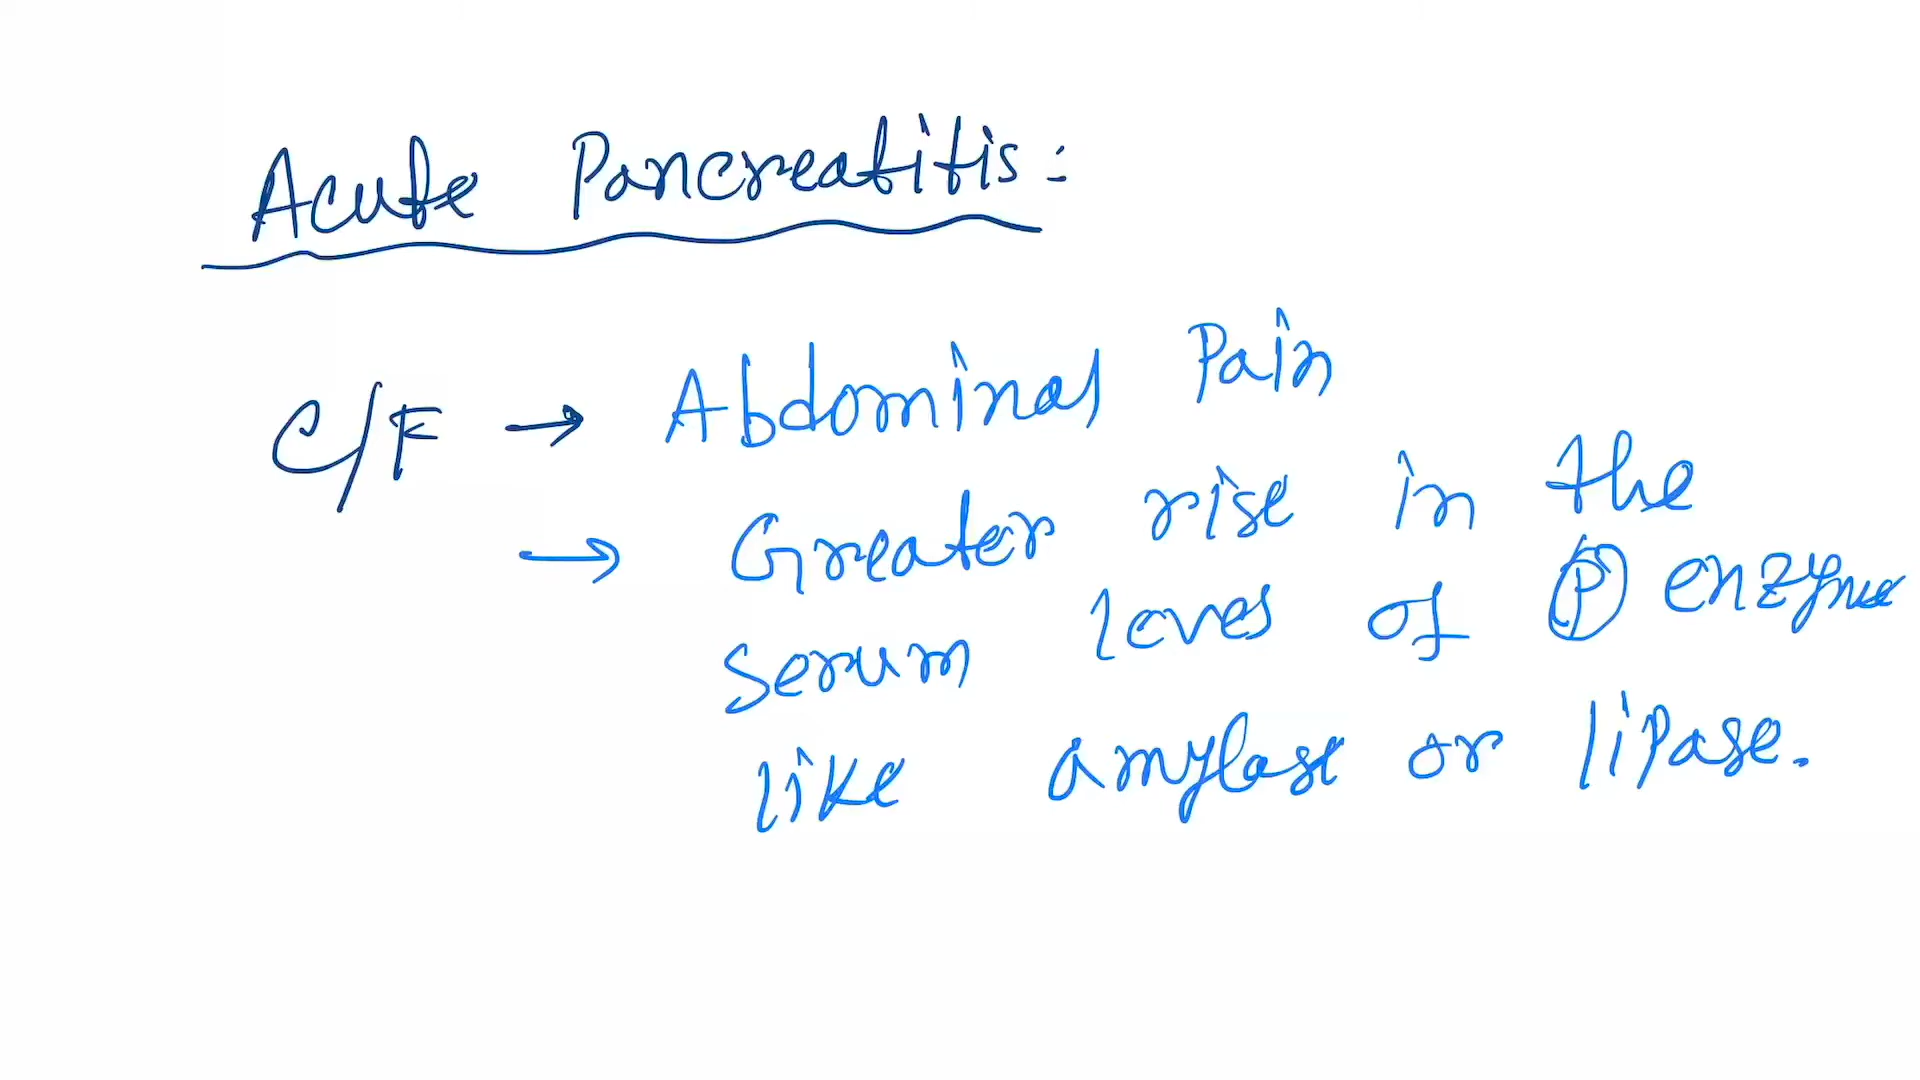 Acute Pancreatitis:
C/F → Abdominal Pain
→ Greater rise in the
serum leves of Ⓟ enzyme
like amylase or lipase.